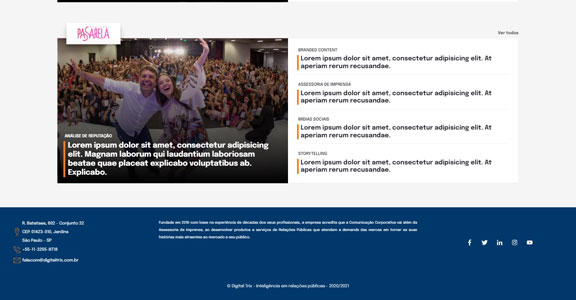 PASSARELA
Ver todos
ANÁLISE DE REPUTAÇÃO
Lorem ipsum dolor sit amet, consectetur adipisicing
elit. Magnam laborum qui laudantium laboriosam
beatae quae placeat explicabo voluptatibus ab.
Explicabo.
BRANDED CONTENT
Lorem ipsum dolor sit amet, consectetur adipisicing elit. At
aperiam rerum recusandae.
ASSESSORIA DE IMPRENSA
Lorem ipsum dolor sit amet, consectetur adipisicing elit. At
aperiam rerum recusandae.
MÍDIAS SOCIAIS
Lorem ipsum dolor sit amet, consectetur adipisicing elit. At
aperiam rerum recusandae.
STORYTELLING
Lorem ipsum dolor sit amet, consectetur adipisicing elit. At
aperiam rerum recusandae.
R. Batataes, 602 - Conjunto 32
CEP 01423-010, Jardins
São Paulo - SP
+55-11-3255-8718
falecom@digitaltrix.com.br
Fundada em 2016 com base na experiência de décadas dos seus profissionais, a empresa acredita que a Comunicação Corporativa vai além da
Assessoria de Imprensa, ao desenvolver produtos e serviços de Relações Públicas que atendam a demanda das marcas em tornar as suas
histórias mais atraentes ao mercado e seu público.
© Digital Trix - Inteligência em relações públicas - 2020/2021